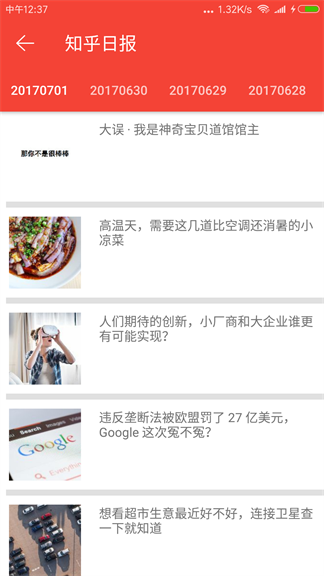 中午12:37
1.32K/s
知乎日报
20170701 20170630 20170629 20170628
大误 · 我是神奇宝贝道馆馆主
那你不是很棒棒
高温天，需要这几道比空调还消暑的小
凉菜
人们期待的创新，小厂商和大企业谁更
有可能实现？
Search Images
Google
违反垄断法被欧盟罚了 27 亿美元，
Google 这次冤不冤？
想看超市生意最近好不好，连接卫星查
一下就知道